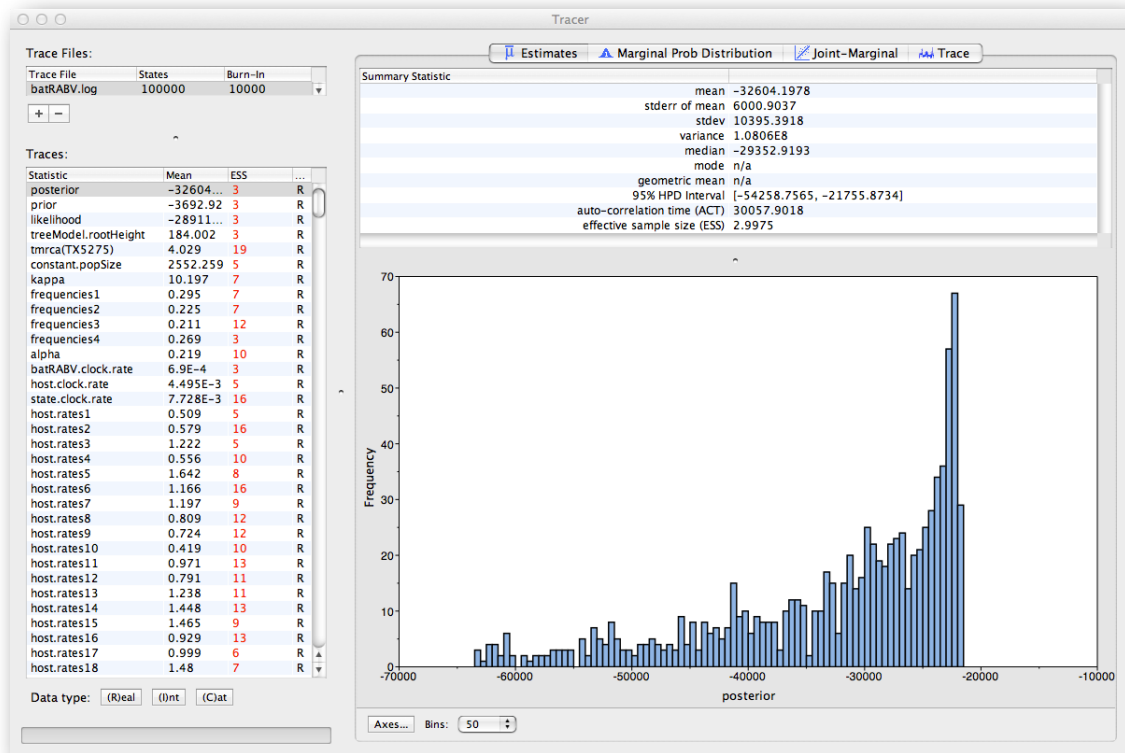 Tracer
Trace Files:
Trace File States Burn-In
batRABV.log 100000 10000
+ −
Traces:
Statistic Mean ESS ...
posterior -32604... 3 R
prior -3692.92 3 R
likelihood -28911... 3 R
treeModel.rootHeight 184.002 3 R
tmrca(TX5275) 4.029 19 R
constant.popSize 2552.259 5 R
kappa 10.197 7 R
frequencies1 0.295 7 R
frequencies2 0.225 7 R
frequencies3 0.211 12 R
frequencies4 0.269 3 R
alpha 0.219 10 R
batRABV.clock.rate 6.9E-4 3 R
host.clock.rate 4.495E-3 5 R
state.clock.rate 7.728E-3 16 R
host.rates1 0.509 5 R
host.rates2 0.579 16 R
host.rates3 1.222 5 R
host.rates4 0.556 10 R
host.rates5 1.642 8 R
host.rates6 1.166 16 R
host.rates7 1.197 9 R
host.rates8 0.809 12 R
host.rates9 0.724 12 R
host.rates10 0.419 10 R
host.rates11 0.971 13 R
host.rates12 0.791 11 R
host.rates13 1.238 11 R
host.rates14 1.448 13 R
host.rates15 1.465 9 R
host.rates16 0.929 13 R
host.rates17 0.999 6 R
host.rates18 1.48 7 R
Data type: (R)eal (I)nt (C)at
Estimates Marginal Prob Distribution Joint-Marginal Trace
Summary Statistic
mean -32604.1978
stderr of mean 6000.9037
stdev 10395.3918
variance 1.0806E8
median -29352.9193
mode n/a
geometric mean n/a
95% HPD Interval [-54258.7565, -21755.8734]
auto-correlation time (ACT) 30057.9018
effective sample size (ESS) 2.9975
70
60
50
40
30
20
10
0
Frequency
-70000 -60000 -50000 -40000 -30000 -20000 -10000
posterior
Axes... Bins: 50